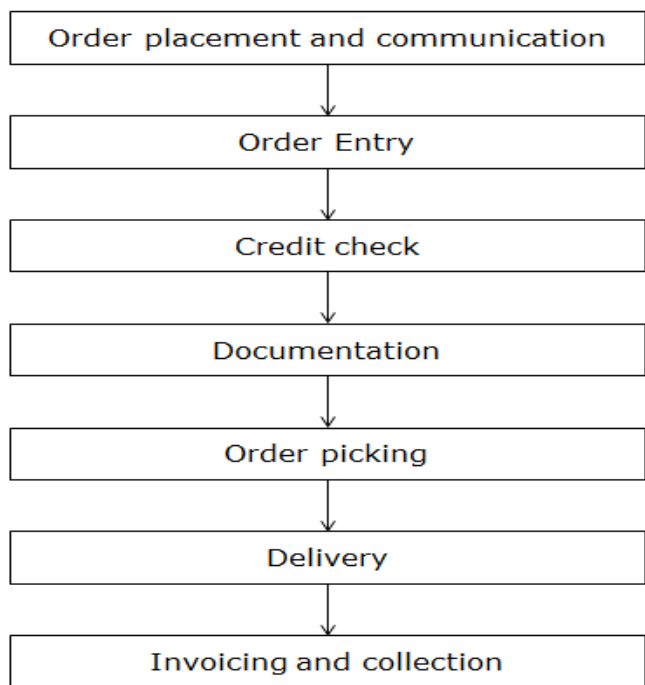 Order placement and communication
Order Entry
Credit check
Documentation
Order picking
Delivery
Invoicing and collection